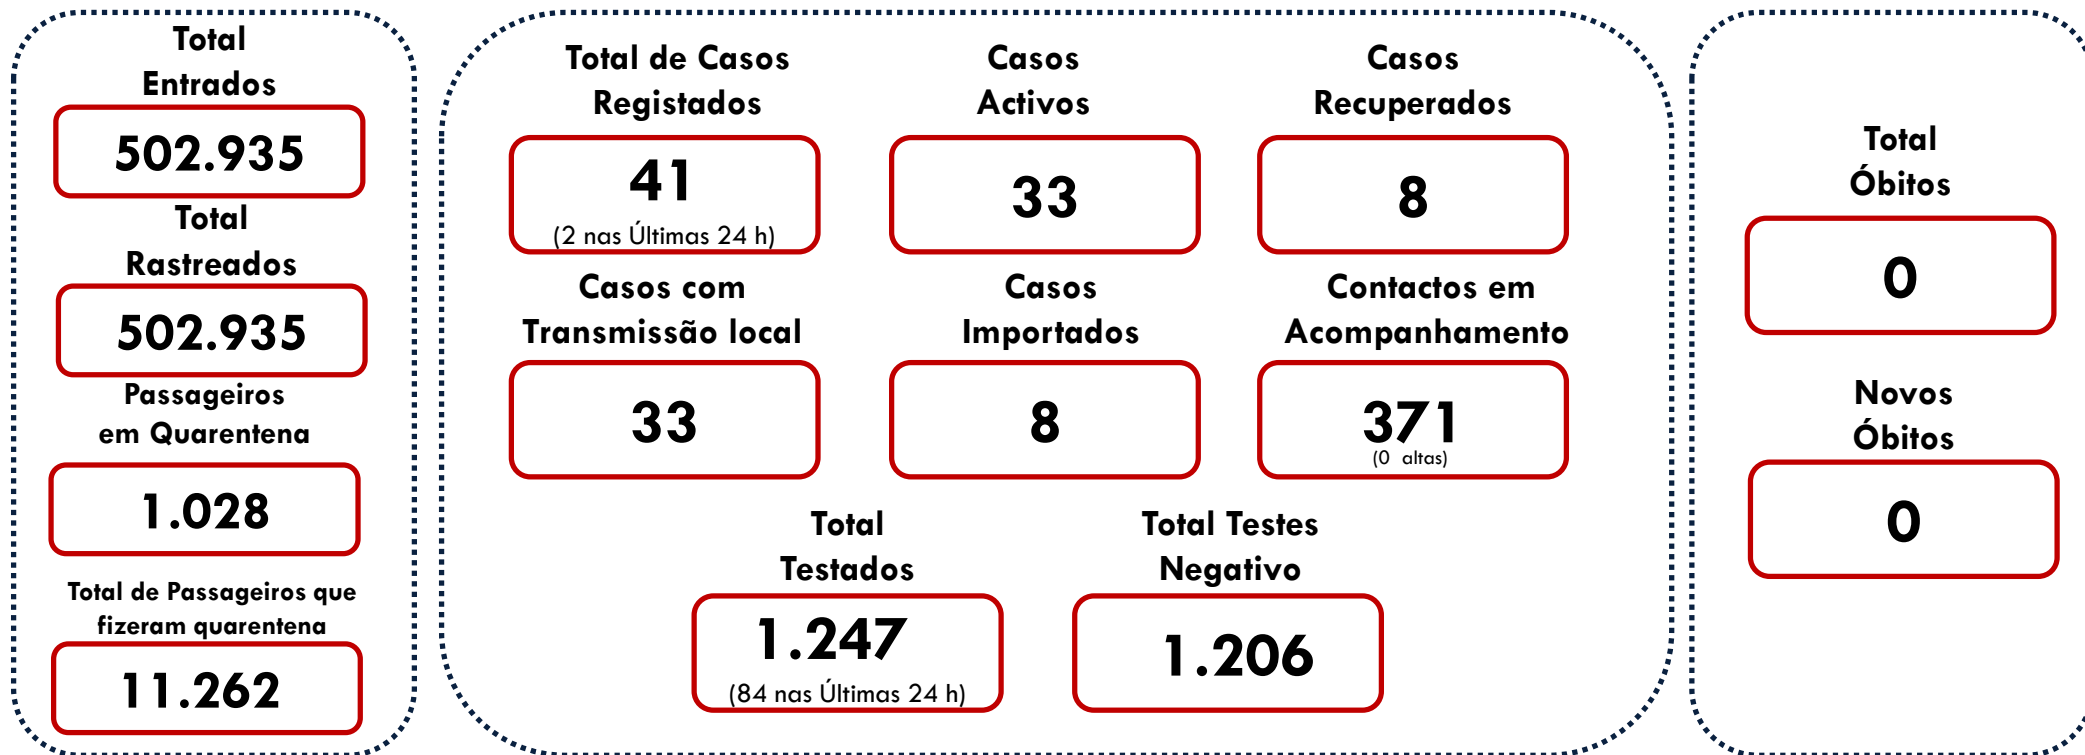 Total
Entrados
502.935
Total
Rastreados
502.935
Passageiros
em Quarentena
1.028
Total de Passageiros que
fizeram quarentena
11.262
Total de Casos
Registados
41
(2 nas Últimas 24 h)
Casos
Activos
33
Casos
Recuperados
8
Casos com
Transmissão local
33
Casos
Importados
8
Contactos em
Acompanhamento
371
(0 altas)
Total
Testados
1.247
(84 nas Últimas 24 h)
Total Testes
Negativo
1.206
Total
Óbitos
0
Novos
Óbitos
0